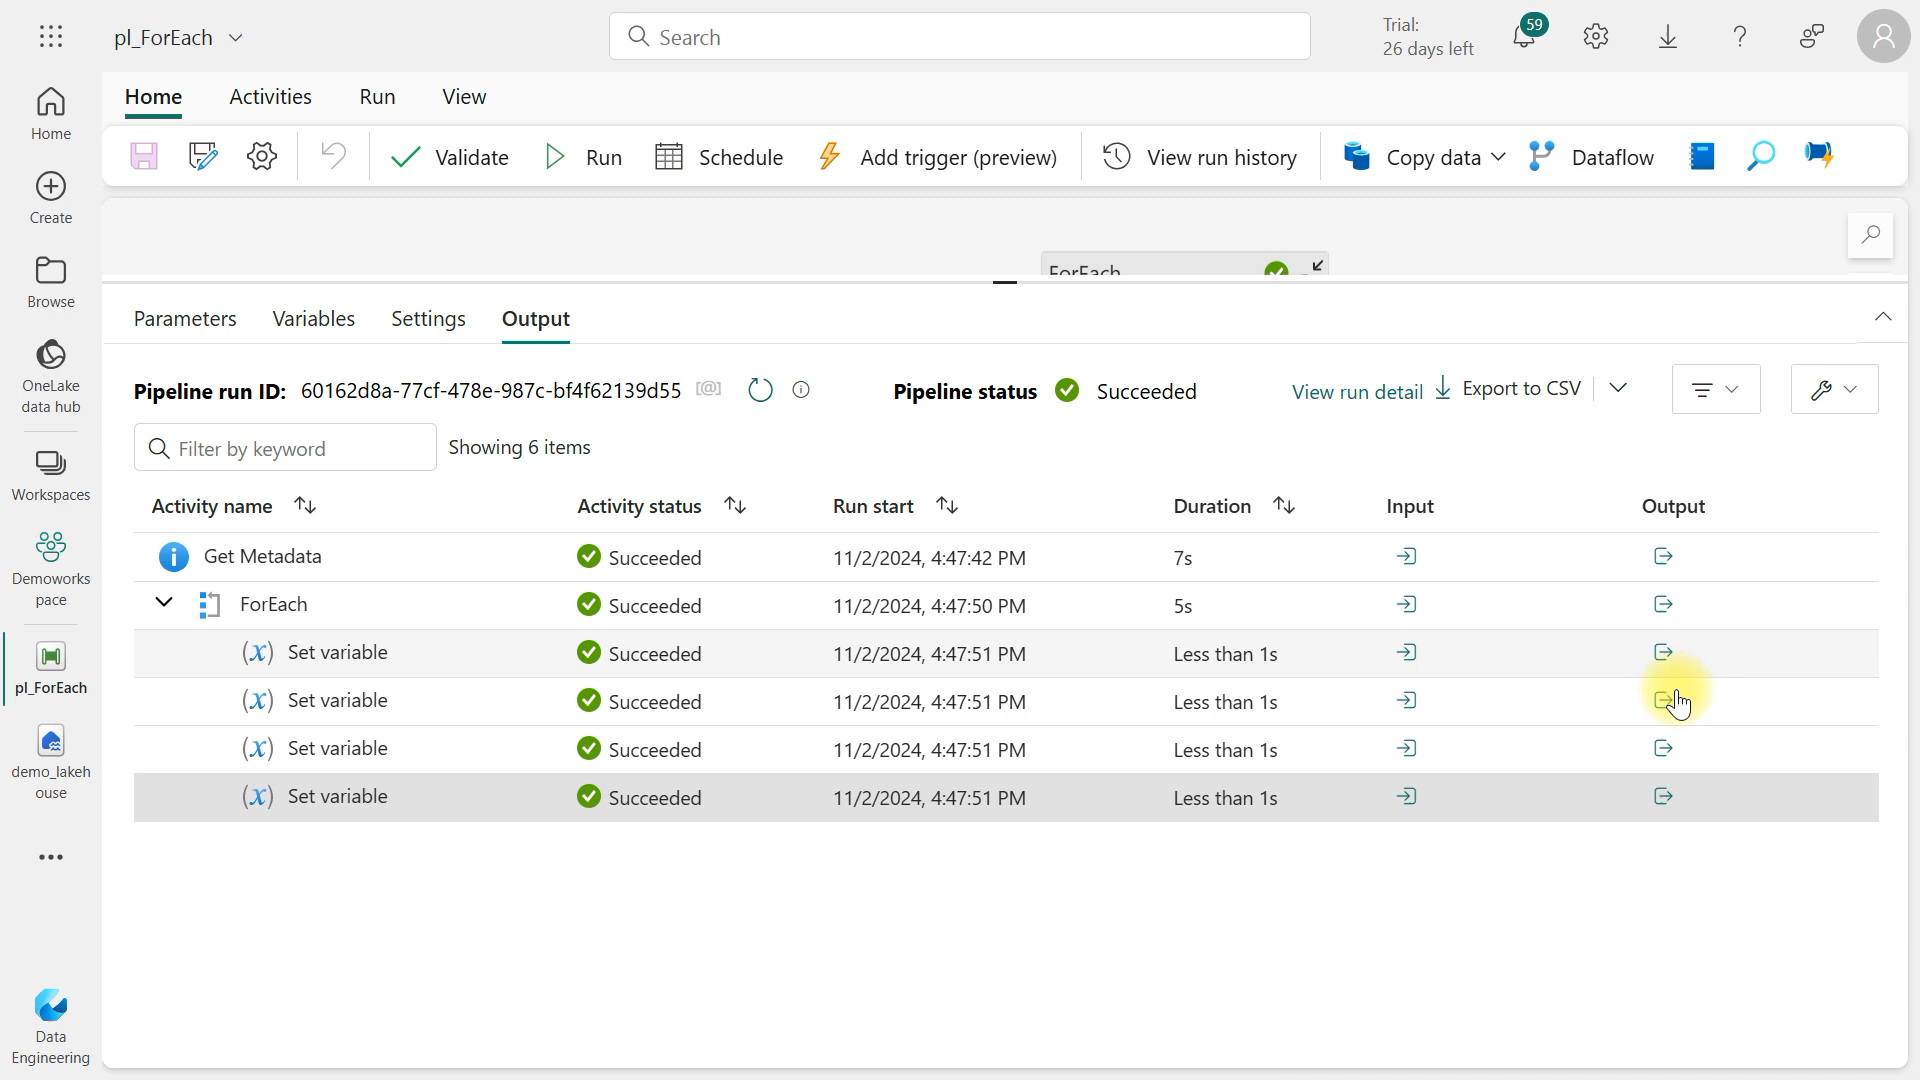 pl_ForEach
Search
Trial:
26 days left
59
Home
Activities
Run
View
Validate
Run
Schedule
Add trigger (preview)
View run history
Copy data
Dataflow
Home
Create
Browse
OneLake
data hub
Workspaces
Demoworks
pace
pl_ForEach
demo_lakeh
ouse
Data
Engineering
ForEach
Parameters
Variables
Settings
Output
Pipeline run ID: 60162d8a-77cf-478e-987c-bf4f62139d55 [@]
Pipeline status Succeeded
View run detail
Export to CSV
Filter by keyword
Showing 6 items
Activity name Activity status Run start Duration Input Output
Get Metadata Succeeded 11/2/2024, 4:47:42 PM 7s
ForEach Succeeded 11/2/2024, 4:47:50 PM 5s
(x) Set variable Succeeded 11/2/2024, 4:47:51 PM Less than 1s
(x) Set variable Succeeded 11/2/2024, 4:47:51 PM Less than 1s
(x) Set variable Succeeded 11/2/2024, 4:47:51 PM Less than 1s
(x) Set variable Succeeded 11/2/2024, 4:47:51 PM Less than 1s